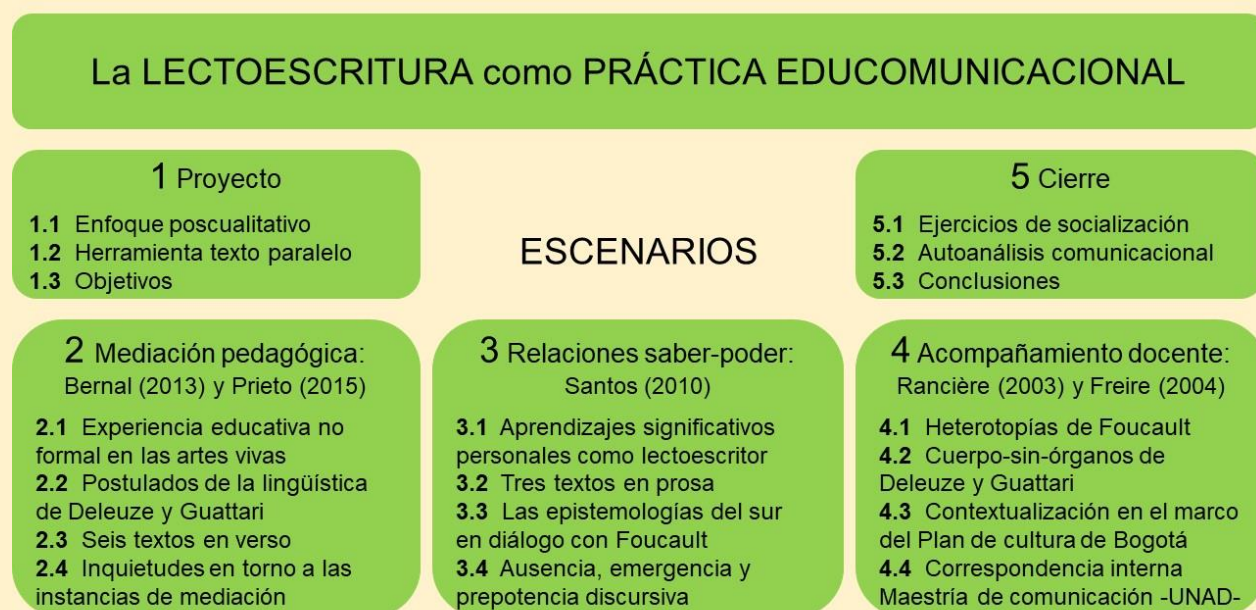 La LECTOESCRITURA como PRÁCTICA EDUCOMUNICACIONAL
1 Proyecto
1.1 Enfoque poscualitativo
1.2 Herramienta texto paralelo
1.3 Objetivos
ESCENARIOS
5 Cierre
5.1 Ejercicios de socialización
5.2 Autoanálisis comunicacional
5.3 Conclusiones
2 Mediación pedagógica:
Bernal (2013) y Prieto (2015)
2.1 Experiencia educativa no
formal en las artes vivas
2.2 Postulados de la lingüística
de Deleuze y Guattari
2.3 Seis textos en verso
2.4 Inquietudes en torno a las
instancias de mediación
3 Relaciones saber-poder:
Santos (2010)
3.1 Aprendizajes significativos
personales como lectoescritor
3.2 Tres textos en prosa
3.3 Las epistemologías del sur
en diálogo con Foucault
3.4 Ausencia, emergencia y
prepotencia discursiva
4 Acompañamiento docente:
Rancière (2003) y Freire (2004)
4.1 Heterotopías de Foucault
4.2 Cuerpo-sin-órganos de
Deleuze y Guattari
4.3 Contextualización en el marco
del Plan de cultura de Bogotá
4.4 Correspondencia interna
Maestría de comunicación -UNAD-